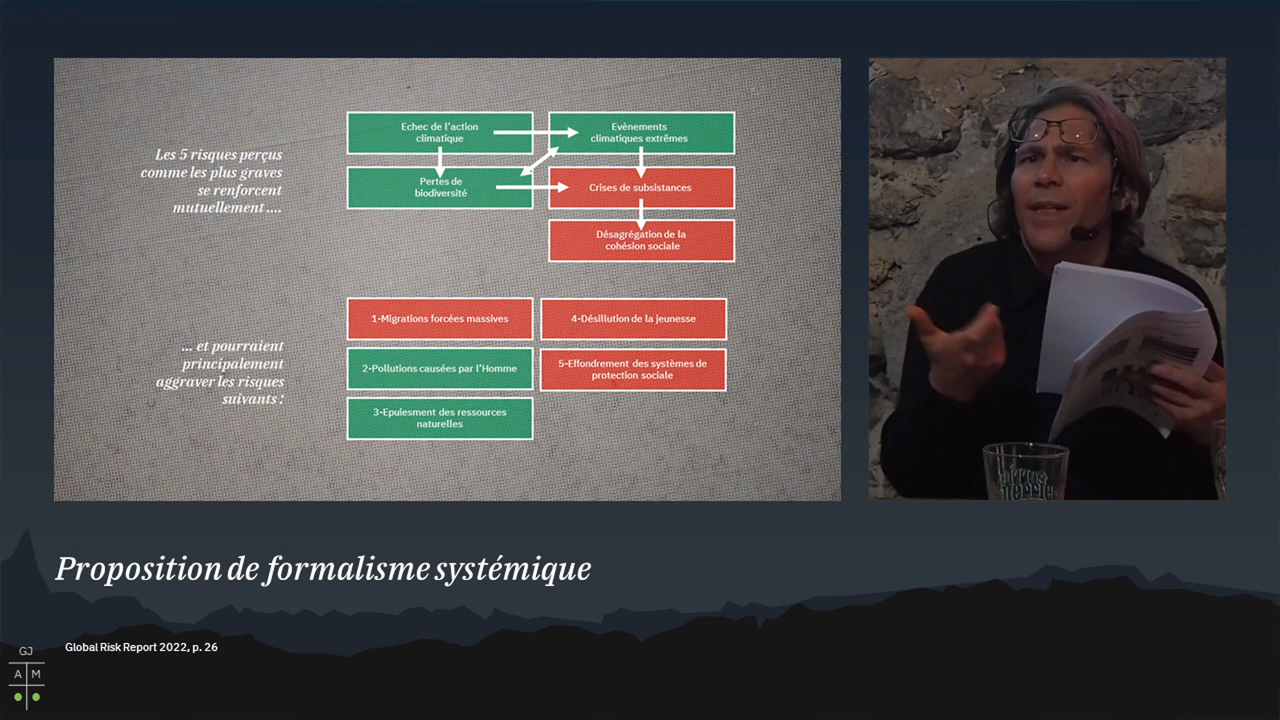 Les 5 risques perçus
comme les plus graves
se renforcent
mutuellement ....
Echec de l'action
climatique
Evènements
climatiques extrêmes
Pertes de
biodiversité
Crises de subsistances
Désagrégation de la
cohésion sociale
... et pourraient
principalement
aggraver les risques
suivants :
1-Migrations forcées massives
4-Désillution de la jeunesse
2-Pollutions causées par l'Homme
5-Effondrement des systèmes de
protection sociale
3-Epuiesment des ressources
naturelles
Proposition de formalisme systémique
Global Risk Report 2022, p. 26
GJ
A M